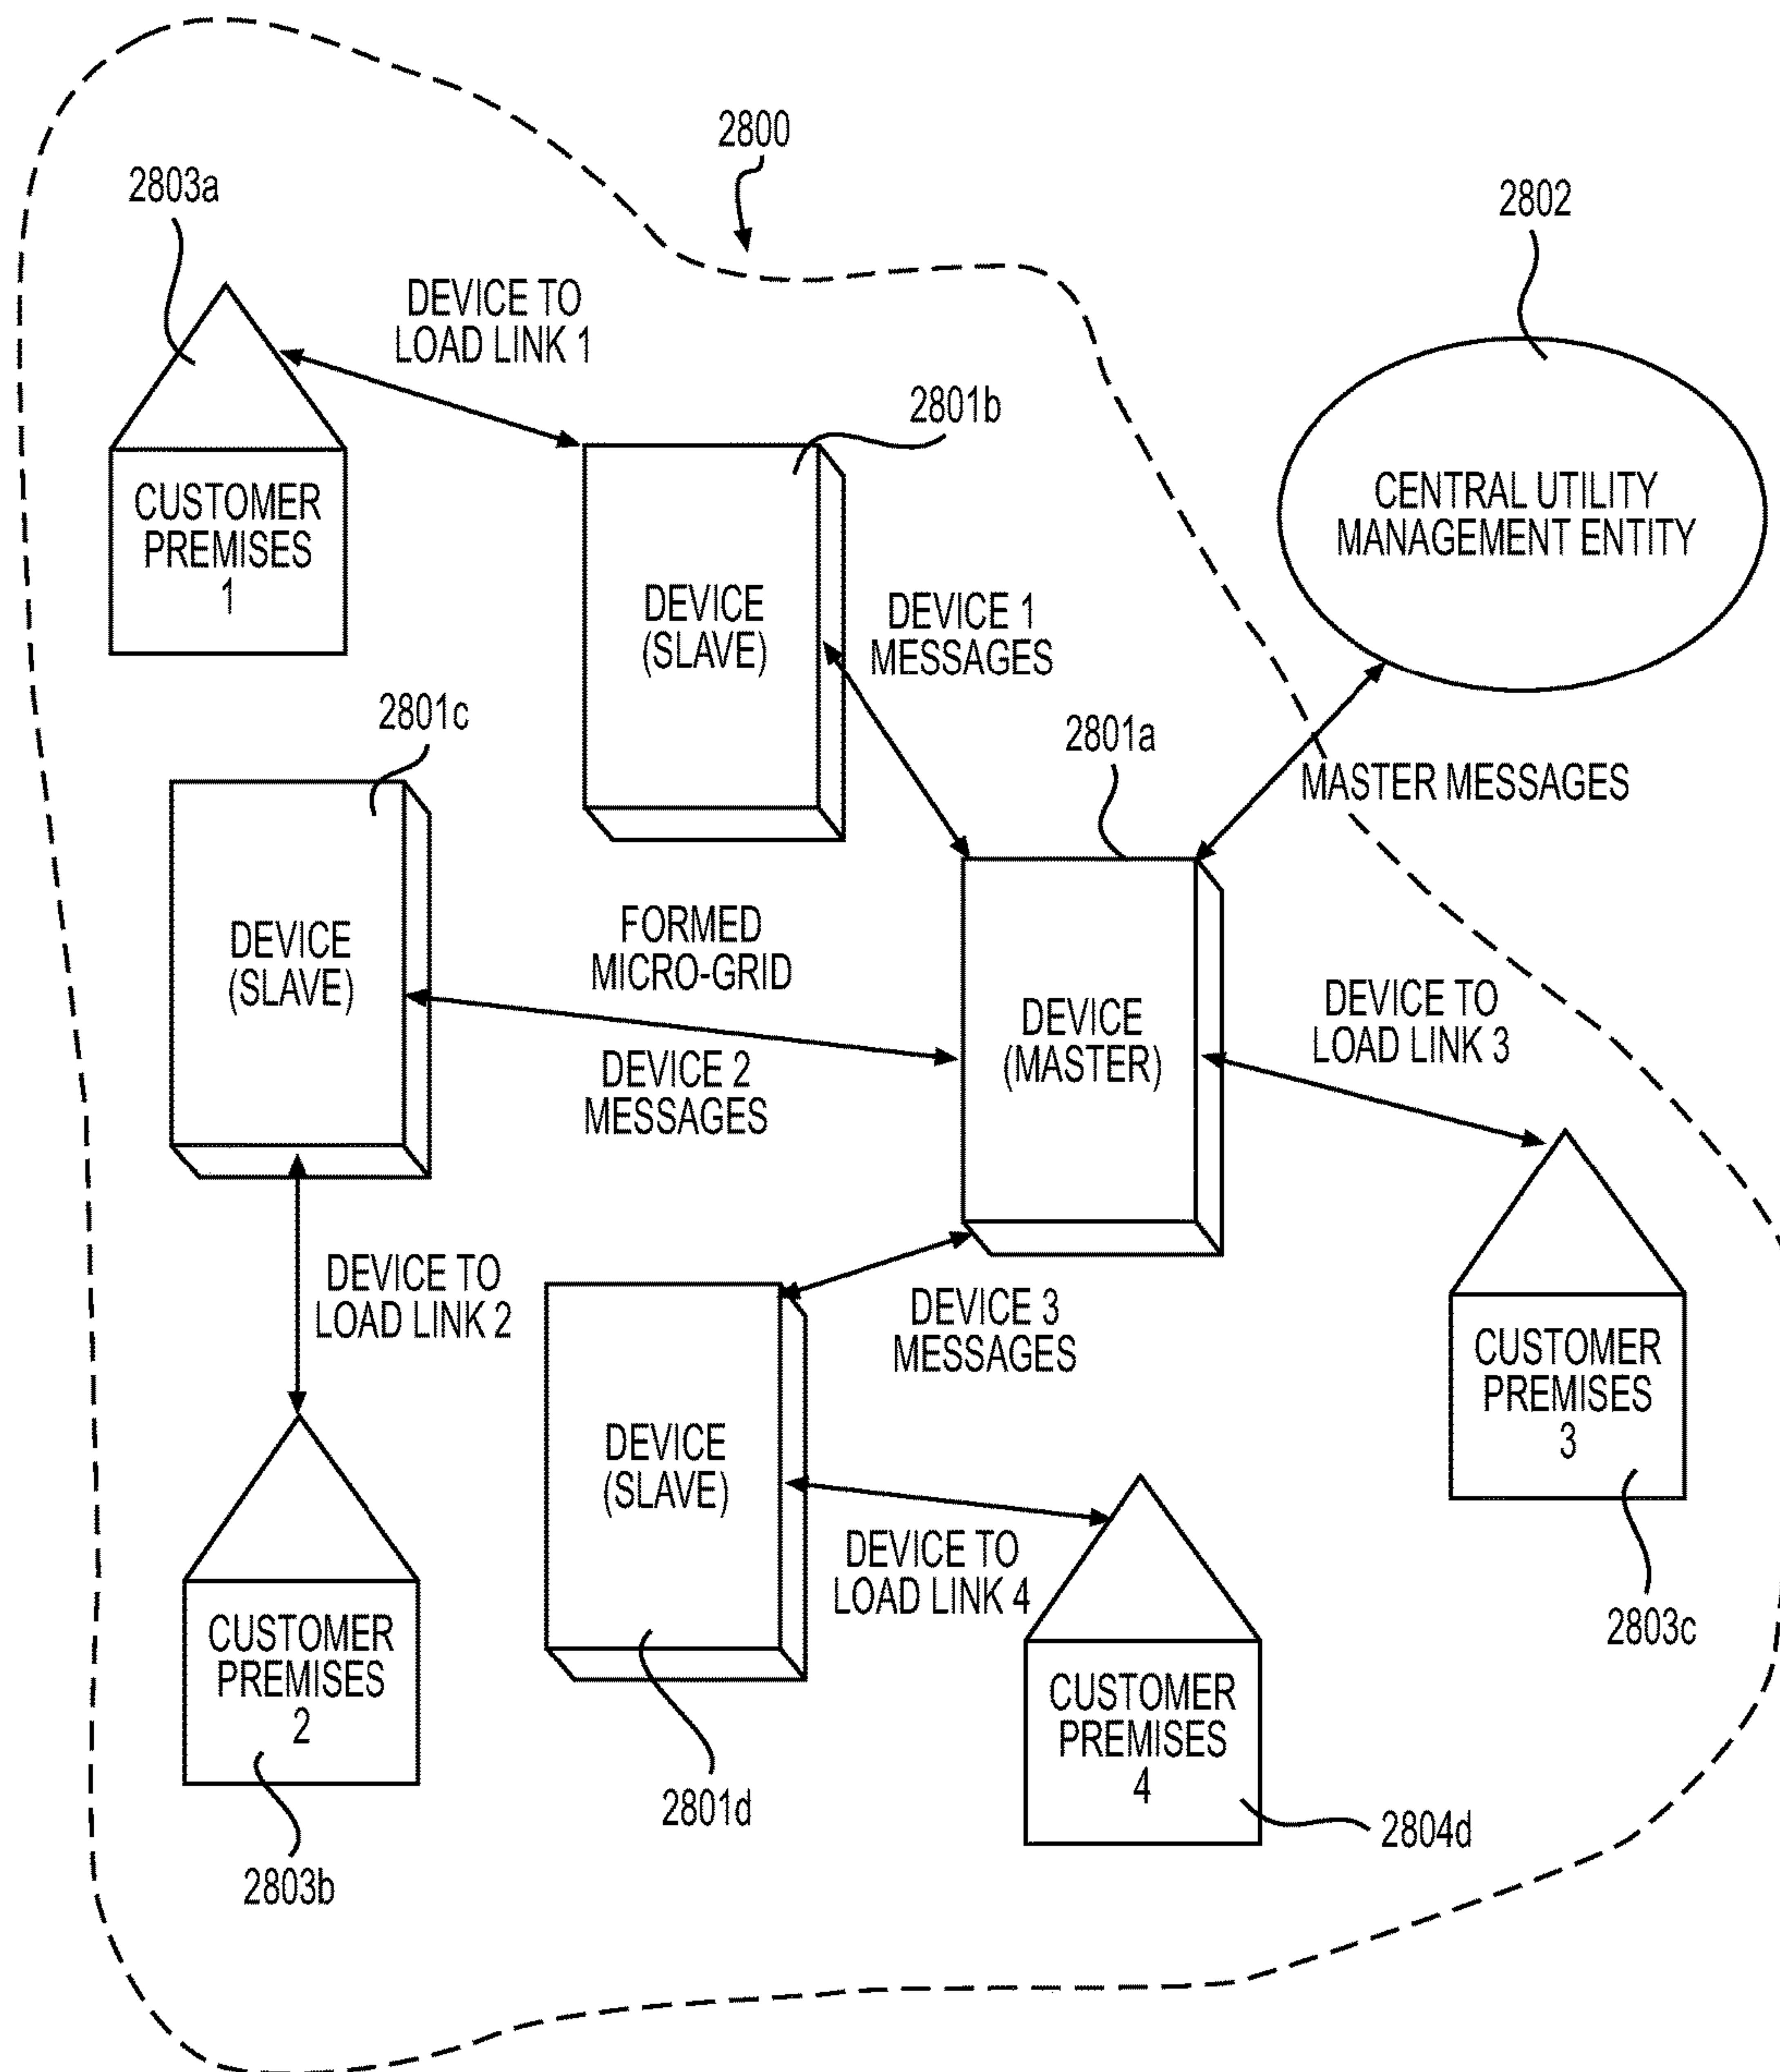 2800
2803a
2802
DEVICE TO
LOAD LINK 1
2801b
CUSTOMER
PREMISES
1
CENTRAL UTILITY
MANAGEMENT ENTITY
DEVICE
(SLAVE)
DEVICE 1
MESSAGES
2801c
2801a
MASTER MESSAGES
DEVICE
(SLAVE)
FORMED
MICRO-GRID
DEVICE
(MASTER)
DEVICE TO
LOAD LINK 3
DEVICE 2
MESSAGES
DEVICE TO
LOAD LINK 2
DEVICE 3
MESSAGES
CUSTOMER
PREMISES
3
DEVICE
(SLAVE)
DEVICE TO
LOAD LINK 4
CUSTOMER
PREMISES
2
2803c
CUSTOMER
PREMISES
4
2801d
2804d
2803b